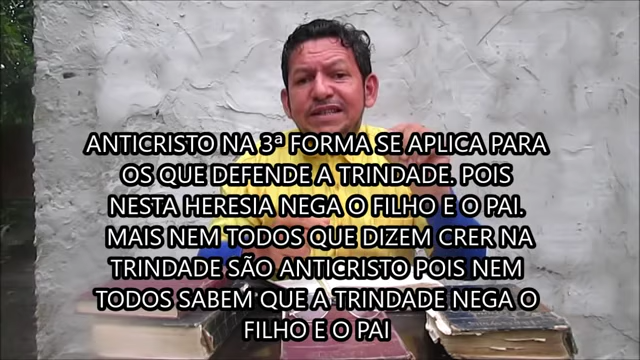 ANTICRISTO NA 3ª FORMA SE APLICA PARA
OS QUE DEFENDE A TRINDADE. POIS
NESTA HERESIA NEGA O FILHO E O PAI.
MAIS NEM TODOS QUE DIZEM CRER NA
TRINDADE SÃO ANTICRISTO POIS NEM
TODOS SABEM QUE A TRINDADE NEGA O
FILHO E O PAI